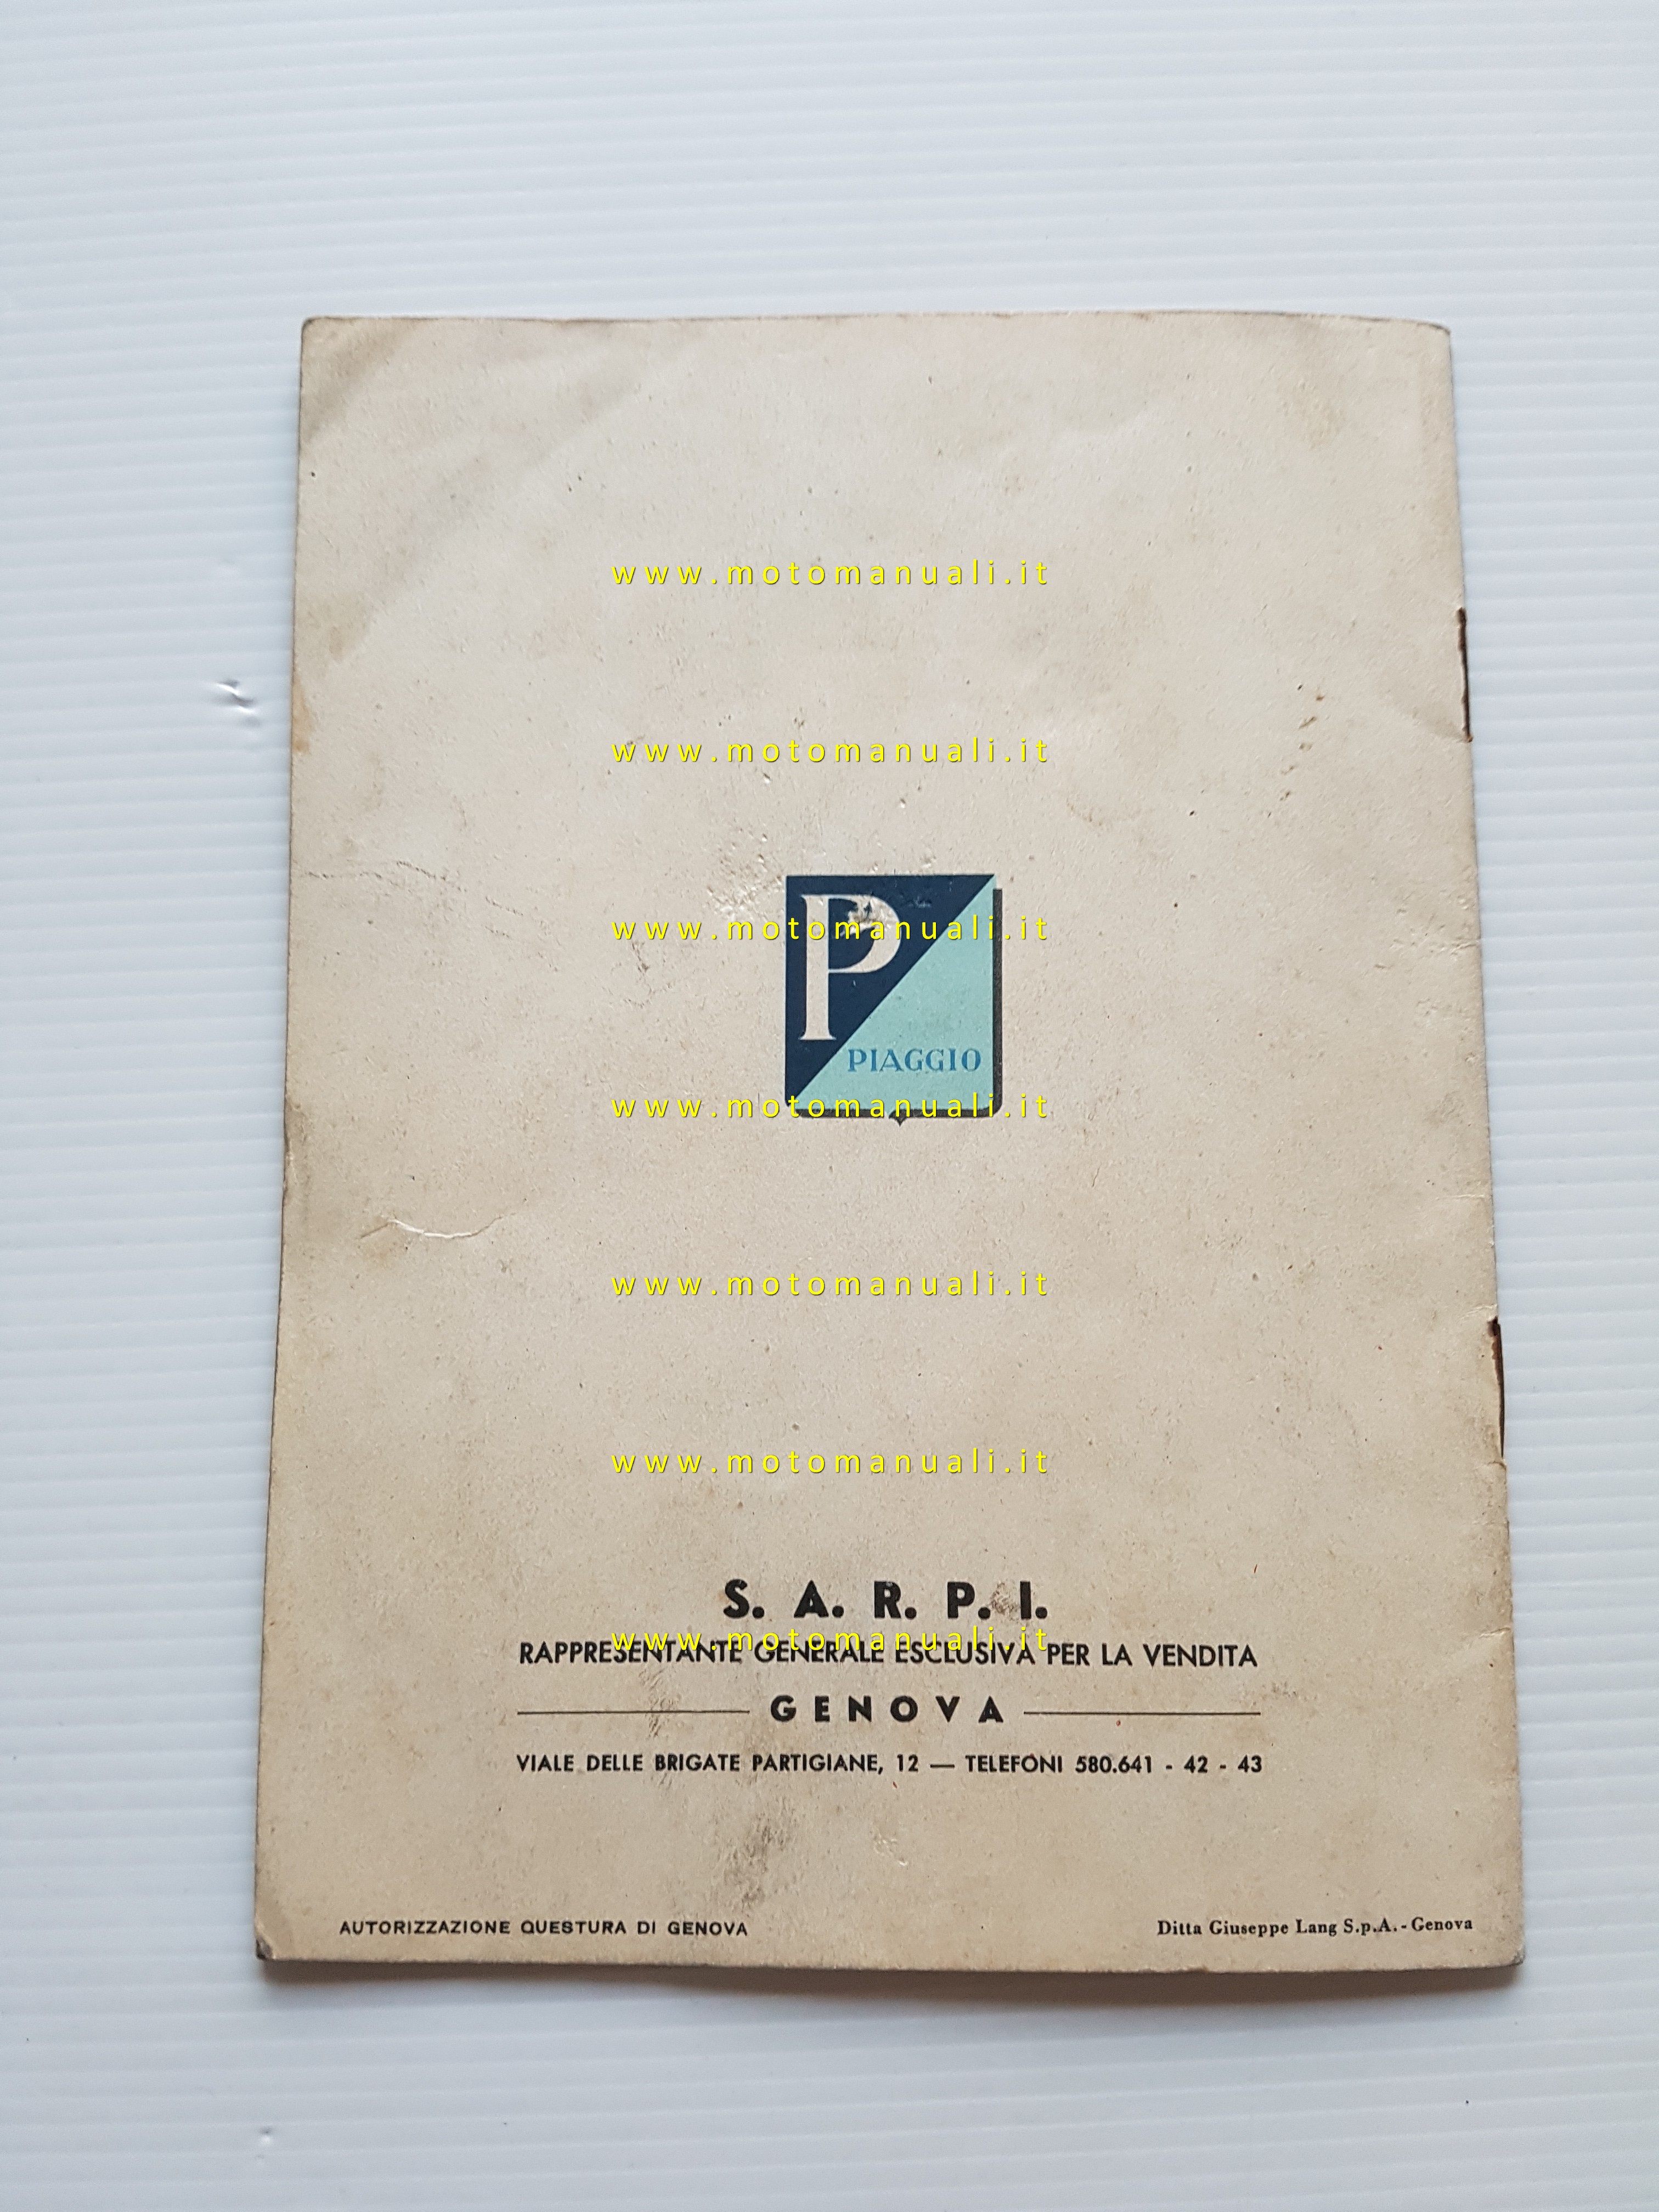 www.motomanuali.it
www.motomanuali.it
P
www.motomanuali.it
PIAGGIO
www.motomanuali.it
www.motomanuali.it
www.motomanuali.it
S. A. R. P. I.
www.motomanuali.it
RAPPRESENTANTE GENERALE ESCLUSIVA PER LA VENDITA
GENOVA
VIALE DELLE BRIGATE PARTIGIANE, 12 — TELEFONI 580.641 - 42 - 43
AUTORIZZAZIONE QUESTURA DI GENOVA
Ditta Giuseppe Lang S.p.A. - Genova